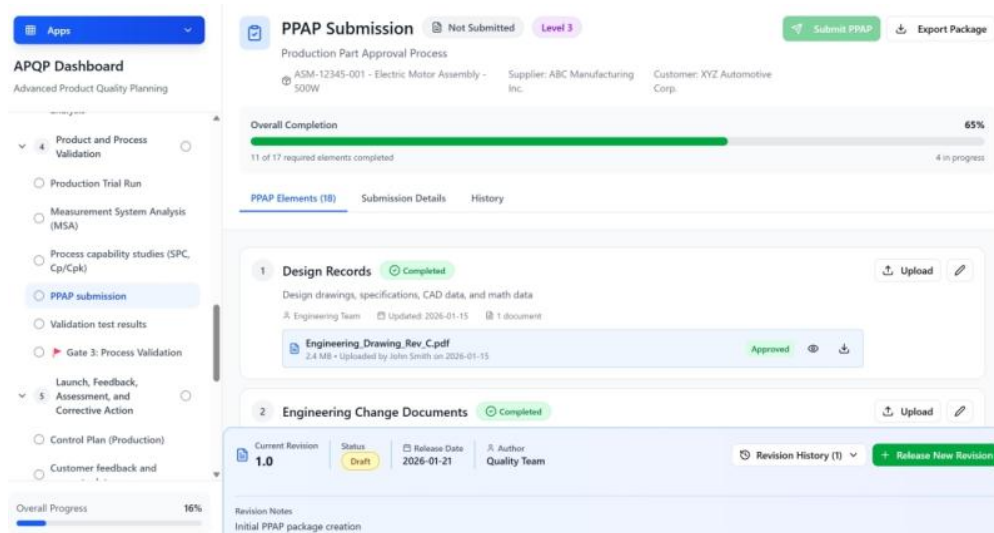 Apps
APQP Dashboard
Advanced Product Quality Planning
4
Product and Process
Validation
Production Trial Run
Measurement System Analysis
(MSA)
Process capability studies (SPC,
Cp/Cpk)
PPAP submission
Validation test results
Gate 3: Process Validation
5
Launch, Feedback,
Assessment, and
Corrective Action
Control Plan (Production)
Customer feedback and
Overall Progress 16%
PPAP Submission Not Submitted Level 3
Submit PPAP Export Package
Production Part Approval Process
ASM-12345-001 - Electric Motor Assembly -
500W
Supplier: ABC Manufacturing
Inc.
Customer: XYZ Automotive
Corp.
Overall Completion 65%
11 of 17 required elements completed 4 in progress
PPAP Elements (18) Submission Details History
1 Design Records Completed Upload
Design drawings, specifications, CAD data, and math data
Engineering Team Updated: 2026-01-15 1 document
Engineering_Drawing_Rev_C.pdf
2.4 MB • Uploaded by John Smith on 2026-01-15
Approved
2 Engineering Change Documents Completed Upload
Current Revision
1.0
Status
Draft
Release Date
2026-01-21
Author
Quality Team
Revision History (1) + Release New Revision
Revision Notes
Initial PPAP package creation